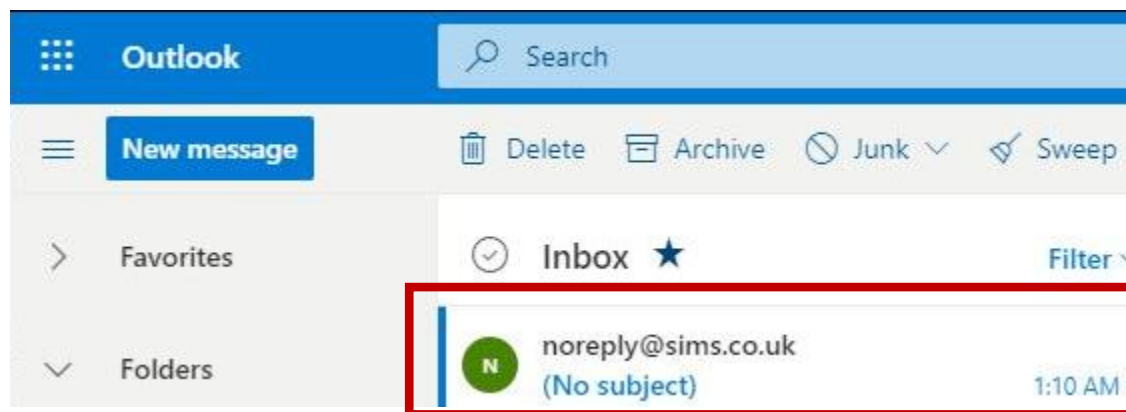 Outlook
Search
New message
Delete Archive Junk Sweep
Favorites
Inbox
Filter
N
noreply@sims.co.uk
Folders
(No subject)
1:10 AM